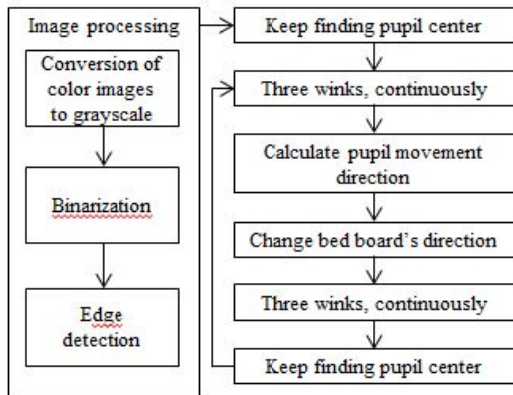 Image processing
Conversion of
color images
to grayscale
Binarization
Edge
detection
Keep finding pupil center
Three winks, continuously
Calculate pupil movement
direction
Change bed board's direction
Three winks, continuously
Keep finding pupil center